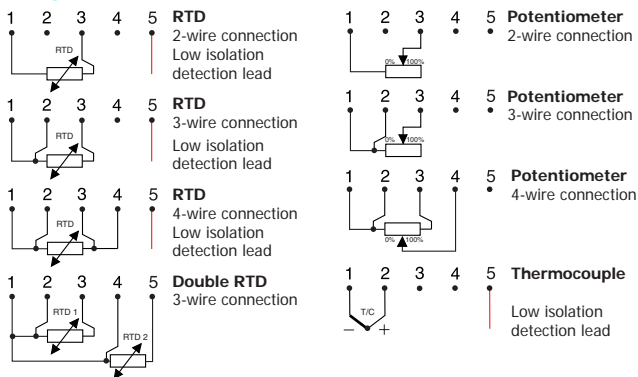 1 2 3 4 5 RTD
2-wire connection
Low isolation
detection lead
RTD
1 2 3 4 5 RTD
3-wire connection
Low isolation
detection lead
RTD
1 2 3 4 5 RTD
4-wire connection
Low isolation
detection lead
RTD
1 2 3 4 5 Double RTD
3-wire connection
RTD 1
RTD 2
1 2 3 4 5 Potentiometer
2-wire connection
0% 100%
1 2 3 4 5 Potentiometer
3-wire connection
0% 100%
1 2 3 4 5 Potentiometer
4-wire connection
0% 100%
1 2 3 4 5 Thermocouple
T/C
– +
Low isolation
detection lead